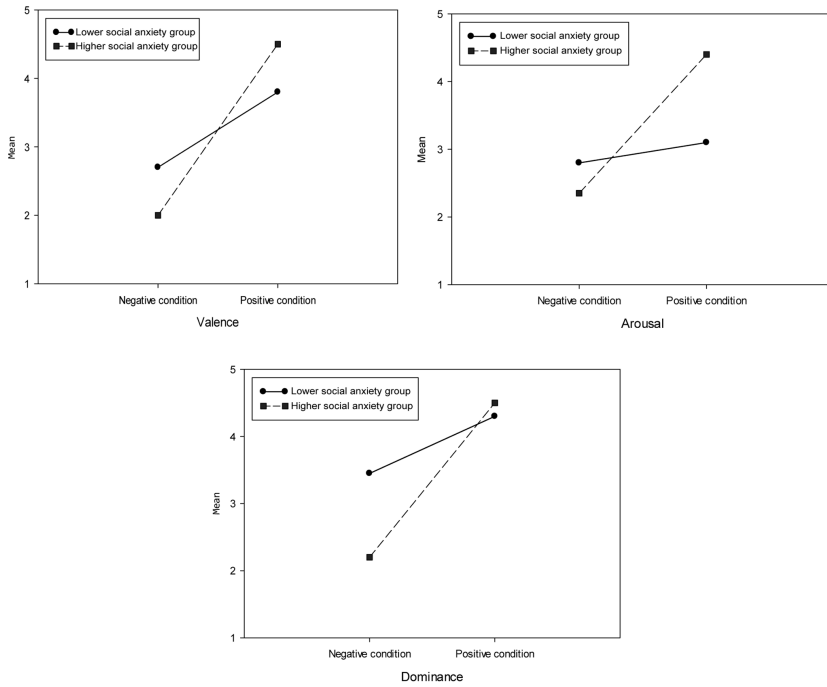 5
4
3
2
1
Mean
Lower social anxiety group
Higher social anxiety group
Negative condition Positive condition
Valence
5
4
3
2
1
Mean
Lower social anxiety group
Higher social anxiety group
Negative condition Positive condition
Arousal
5
4
3
2
1
Mean
Lower social anxiety group
Higher social anxiety group
Negative condition Positive condition
Dominance